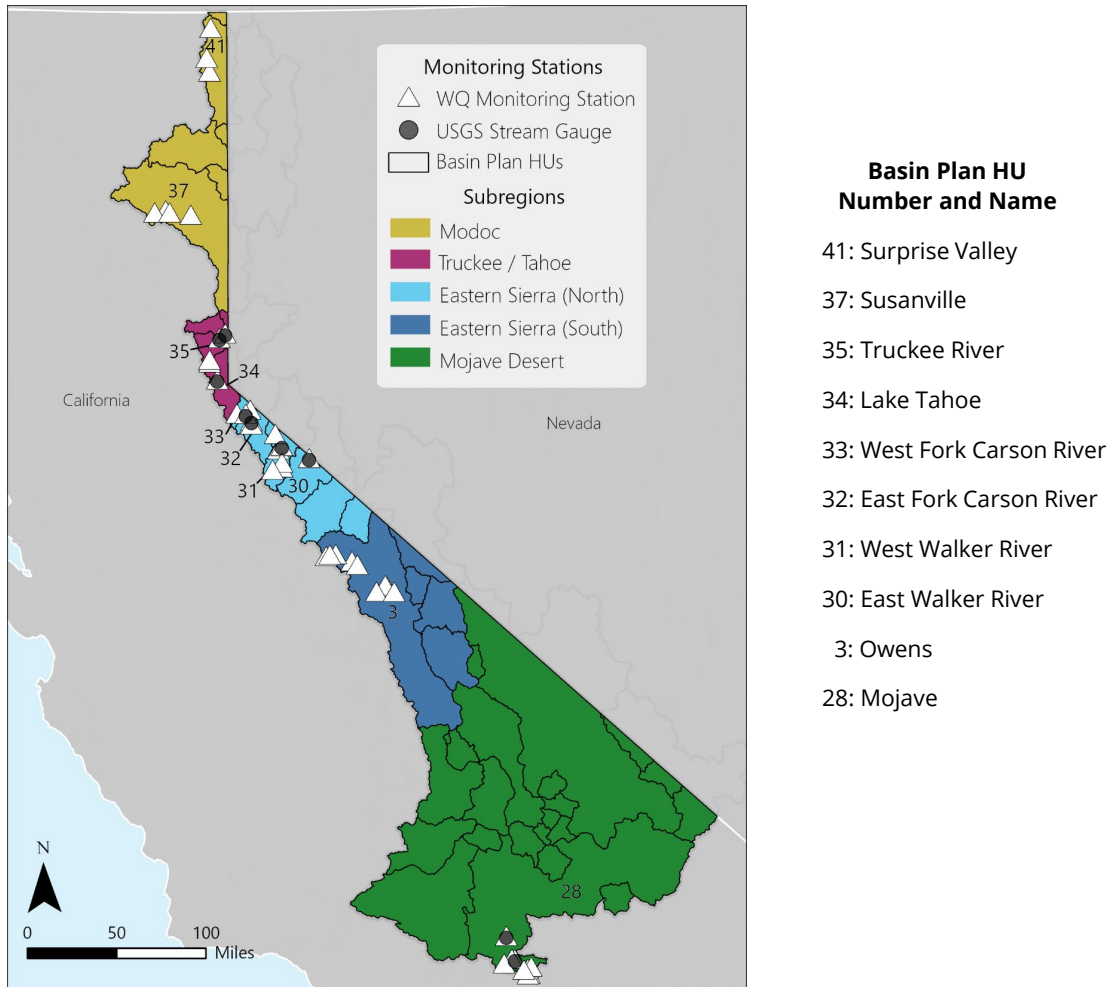 41
37
35
34
33
32
31
30
3
28
California
Nevada
Monitoring Stations
WQ Monitoring Station
USGS Stream Gauge
Basin Plan HUs
Subregions
Modoc
Truckee / Tahoe
Eastern Sierra (North)
Eastern Sierra (South)
Mojave Desert
N
0 50 100
Miles
Basin Plan HU
Number and Name
41: Surprise Valley
37: Susanville
35: Truckee River
34: Lake Tahoe
33: West Fork Carson River
32: East Fork Carson River
31: West Walker River
30: East Walker River
3: Owens
28: Mojave